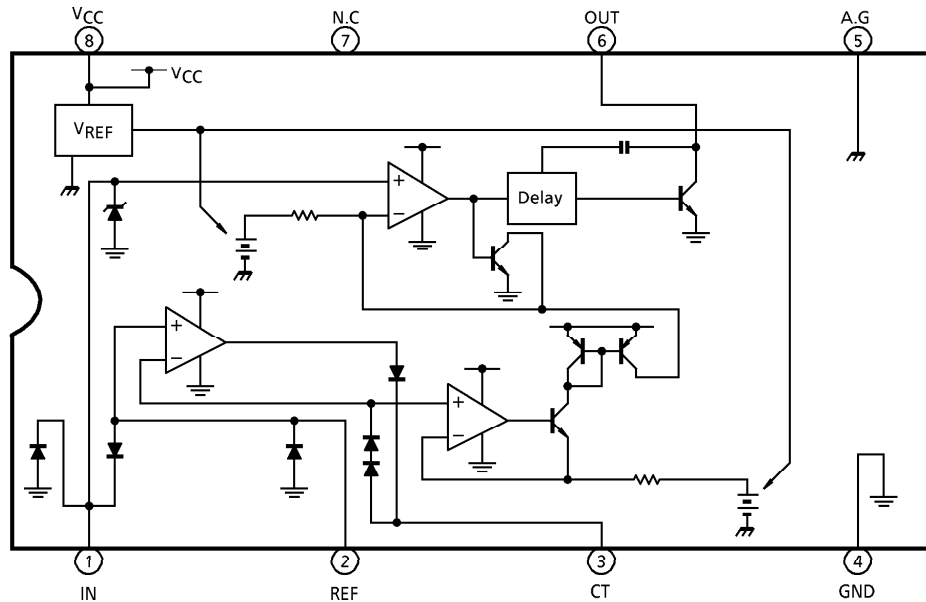 VCC N.C OUT A.G
8 7 6 5
VCC
VREF
+
−
Delay
+
−
+
−
1 2 3 4
IN REF CT GND